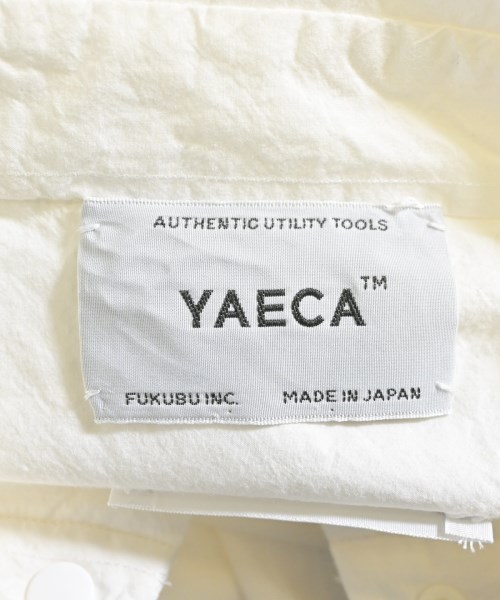 AUTHENTIC UTILITY TOOLS
YAECA™
FUKUBU INC. MADE IN JAPAN